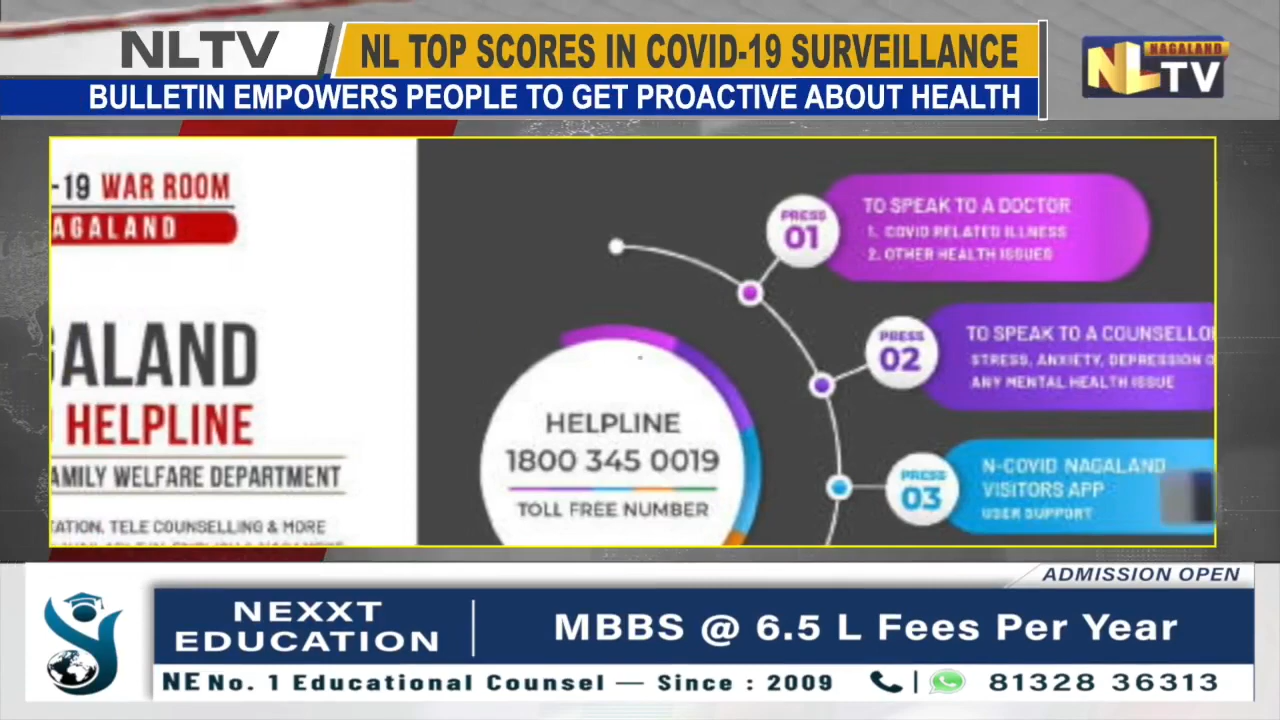 NLTV
NL TOP SCORES IN COVID-19 SURVEILLANCE
BULLETIN EMPOWERS PEOPLE TO GET PROACTIVE ABOUT HEALTH
NAGALAND
NLTV
-19 WAR ROOM
AGALAND
GALAND
HELPLINE
AMILY WELFARE DEPARTMENT
ATION, TELE COUNSELLING & MORE
HELPLINE
1800 345 0019
TOLL FREE NUMBER
PRESS
01
TO SPEAK TO A DOCTOR
1. COVID RELATED ILLNESS
2. OTHER HEALTH ISSUES
PRESS
02
TO SPEAK TO A COUNSELLO
STRESS, ANXIETY, DEPRESSION O
ANY MENTAL HEALTH ISSUE
PRESS
03
N-COVID NAGALAND
VISITORS APP
USER SUPPORT
ADMISSION OPEN
NEXXT
EDUCATION
MBBS @ 6.5 L Fees Per Year
NE No. 1 Educational Counsel — Since : 2009
81328 36313